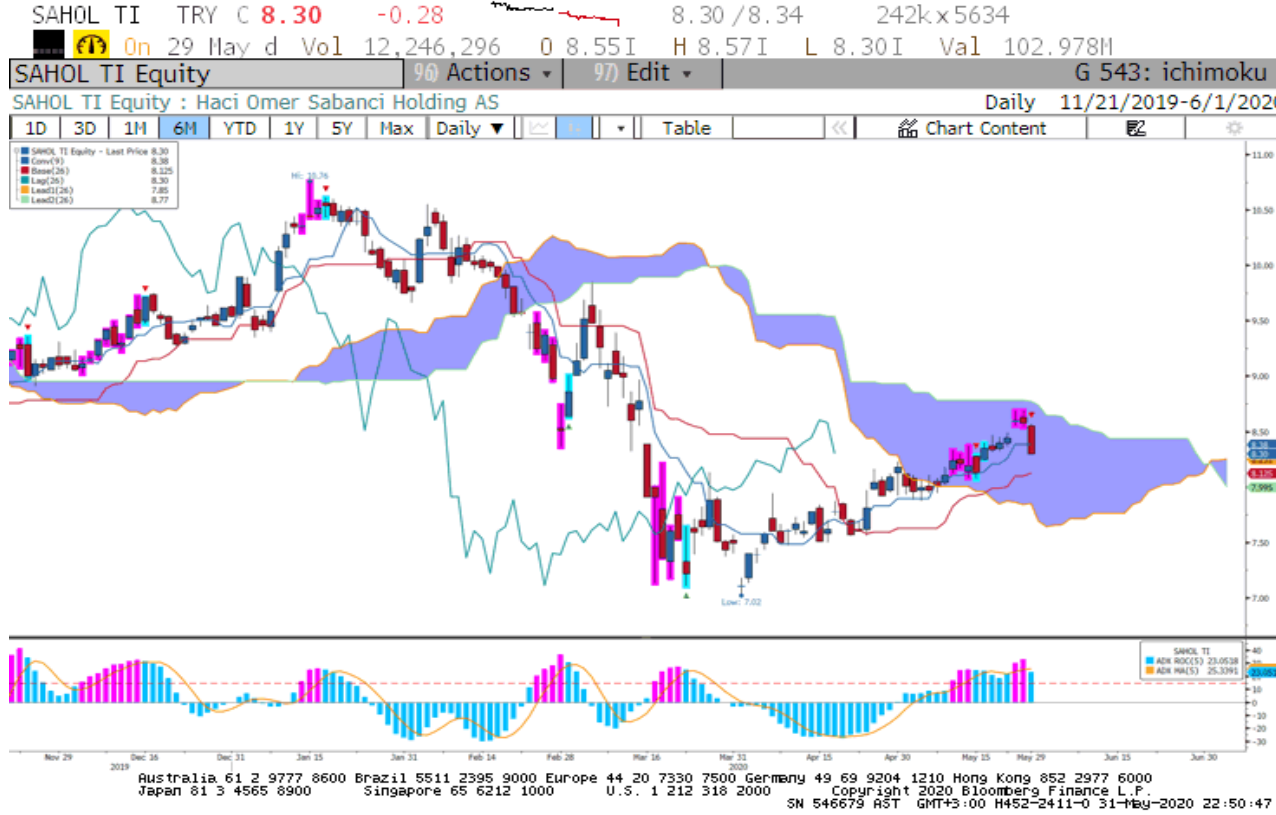 SAHOL TI TRY C 8.30 -0.28 8.30 /8.34 242k x 5634
On 29 May d Vol 12,246,296 O 8.55I H 8.57I L 8.30I Val 102.978M
SAHOL TI Equity 96) Actions 97) Edit G 543: ichimoku
SAHOL TI Equity : Haci Omer Sabanci Holding AS Daily 11/21/2019-6/1/2020
1D 3D 1M 6M YTD 1Y 5Y Max Daily ▼ Table « Chart Content
SAHOL TI Equity - Last Price 8.30
Conv(9) 8.38
Base(26) 8.125
Lag(26) 8.30
Lead1(26) 7.85
Lead2(26) 8.77
Hi: 10.76
Low: 7.02
11.00
10.50
10.00
9.50
9.00
8.50
8.38
8.30
8.125
7.995
7.50
7.00
SAHOL TI
ADX ROC(5) 23.0518
ADX MA(5) 25.3391
40
10
0
-10
-20
-30
Nov 29 Dec 16 Dec 31 Jan 15 Jan 31 Feb 14 Feb 28 Mar 16 Mar 31 Apr 15 Apr 30 May 15 May 29 Jun 15 Jun 30
2019 2020
Australia 61 2 9777 8600 Brazil 5511 2395 9000 Europe 44 20 7330 7500 Germany 49 69 9204 1210 Hong Kong 852 2977 6000
Japan 81 3 4565 8900 Singapore 65 6212 1000 U.S. 1 212 318 2000 Copyright 2020 Bloomberg Finance L.P.
SN 546679 AST GMT+3:00 H452-2411-0 31-May-2020 22:50:47